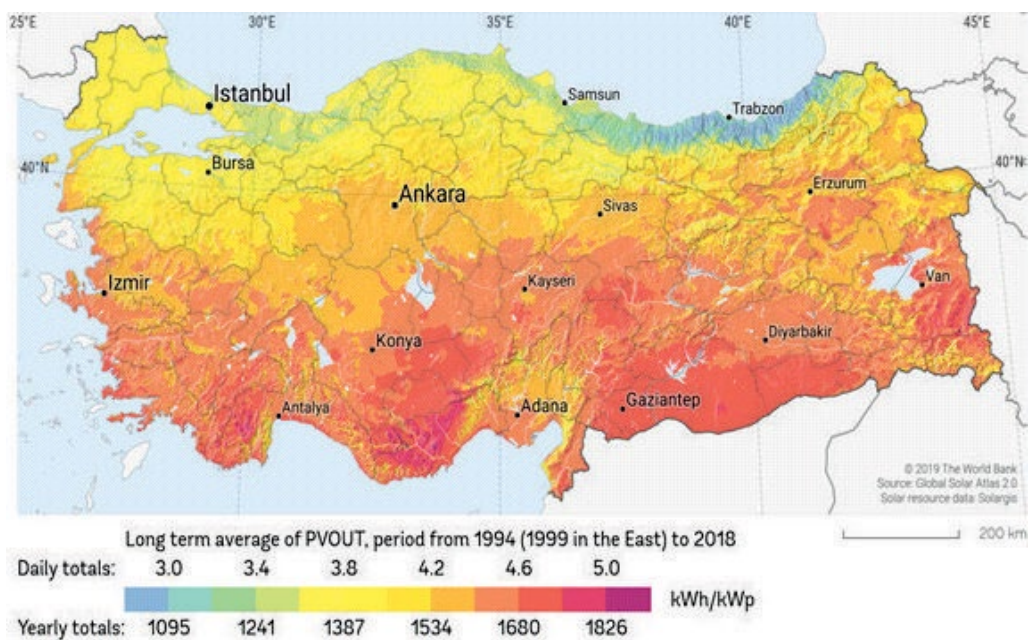 25°E 30°E 35°E 40°E 45°E
Istanbul
Samsun
Trabzon
40°N
Bursa
40°N
Ankara
Erzurum
Sivas
Izmir
Kayseri
Van
Konya
Diyarbakir
Antalya
Adana
Gaziantep
© 2019 The World Bank
Source: Global Solar Atlas 2.0
Solar resource data: Solargis
200 km
Long term average of PVOUT, period from 1994 (1999 in the East) to 2018
Daily totals: 3.0 3.4 3.8 4.2 4.6 5.0
kWh/kWp
Yearly totals: 1095 1241 1387 1534 1680 1826